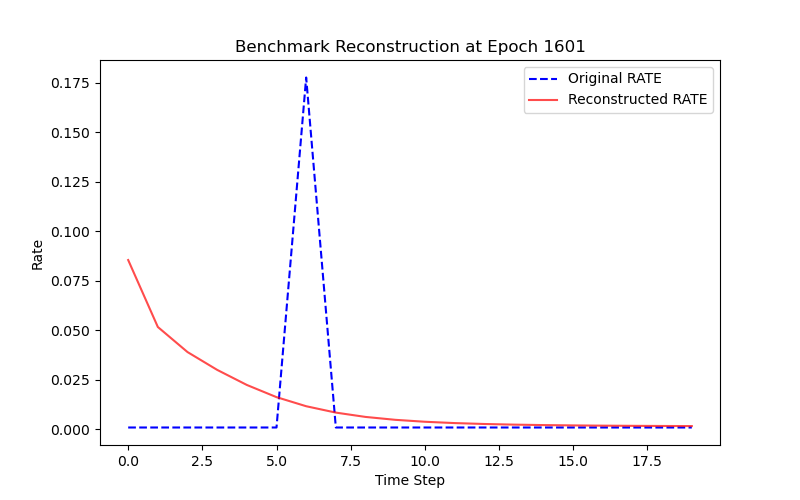 Benchmark Reconstruction at Epoch 1601
Original RATE
Reconstructed RATE
0.175
0.150
0.125
0.100
0.075
0.050
0.025
0.000
Rate
0.0 2.5 5.0 7.5 10.0 12.5 15.0 17.5
Time Step